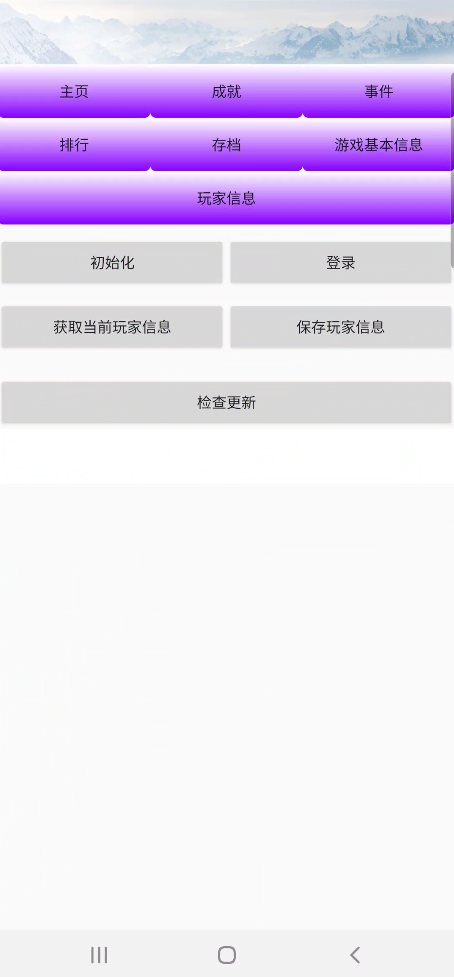 主页 成就 事件
排行 存档 游戏基本信息
玩家信息
初始化 登录
获取当前玩家信息 保存玩家信息
检查更新